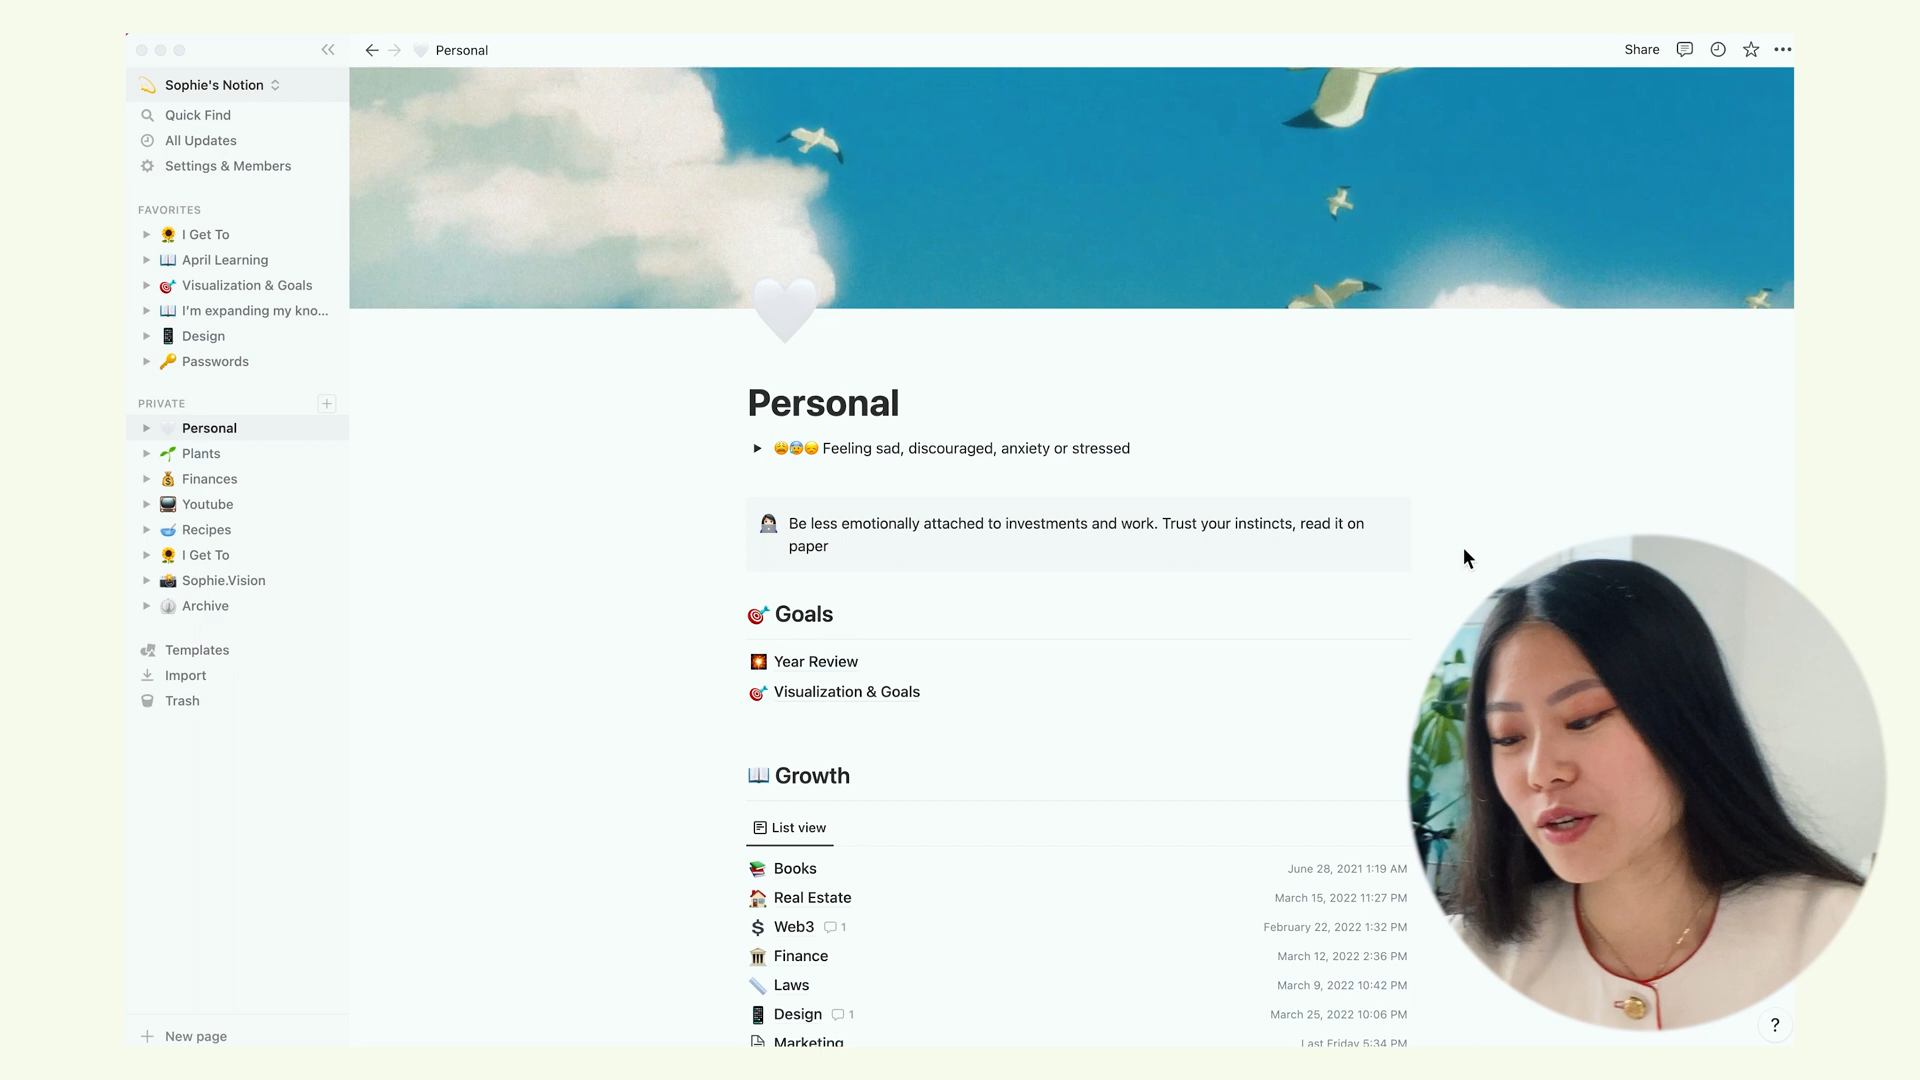 Personal
Share
Sophie's Notion
Quick Find
All Updates
Settings & Members
FAVORITES
I Get To
April Learning
Visualization & Goals
I'm expanding my kno...
Design
Passwords
PRIVATE
Personal
Plants
Finances
Youtube
Recipes
I Get To
Sophie.Vision
Archive
Templates
Import
Trash
New page
Personal
Feeling sad, discouraged, anxiety or stressed
Be less emotionally attached to investments and work. Trust your instincts, read it on
paper
Goals
Year Review
Visualization & Goals
Growth
List view
Books June 28, 2021 1:19 AM
Real Estate March 15, 2022 11:27 PM
Web3 1 February 22, 2022 1:32 PM
Finance March 12, 2022 2:36 PM
Laws March 9, 2022 10:42 PM
Design 1 March 25, 2022 10:06 PM
Marketing Last Friday 5:34 PM
?